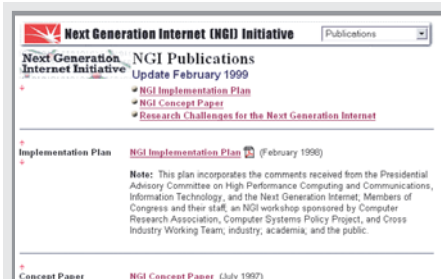 Next Generation Internet (NGI) Initiative
Publications
Next Generation
Internet Initiative
NGI Publications
Update February 1999
NGI Implementation Plan
NGI Concept Paper
Research Challenges for the Next Generation Internet
Implementation Plan
NGI Implementation Plan (February 1998)
Note: This plan incorporates the comments received from the Presidential
Advisory Committee on High Performance Computing and Communications,
Information Technology, and the Next Generation Internet; Members of
Congress and their staff; an NGI workshop sponsored by Computer
Research Association, Computer Systems Policy Project, and Cross
Industry Working Team; industry; academia; and the public.
Concept Paper
NGI Concept Paper (July 1997)